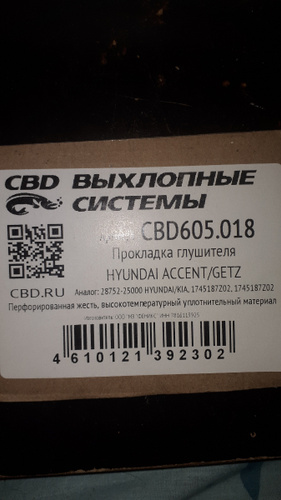 CBD ВЫХЛОПНЫЕ
СИСТЕМЫ
CBD605.018
Прокладка глушителя
HYUNDAI ACCENT/GETZ
CBD.RU
Аналог: 28752-25000 HYUNDAI/KIA, 1745187Z02, 1745187Z02
Перфорированная жесть, высокотемпературный уплотнительный материал
4 610121 392302